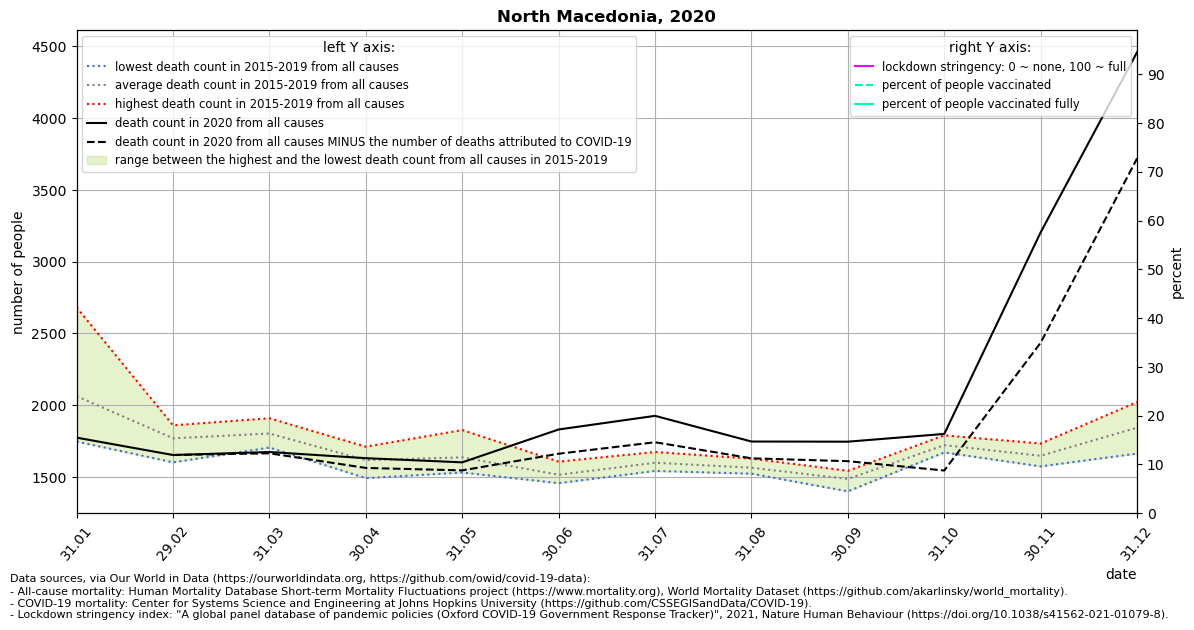 North Macedonia, 2020
left Y axis:
lowest death count in 2015-2019 from all causes
average death count in 2015-2019 from all causes
highest death count in 2015-2019 from all causes
death count in 2020 from all causes
death count in 2020 from all causes MINUS the number of deaths attributed to COVID-19
range between the highest and the lowest death count from all causes in 2015-2019
right Y axis:
lockdown stringency: 0 ~ none, 100 ~ full
percent of people vaccinated
percent of people vaccinated fully
number of people
4500
4000
3500
3000
2500
2000
1500
percent
90
80
70
60
50
40
30
20
10
0
31.01
29.02
31.03
30.04
31.05
30.06
31.07
31.08
30.09
31.10
30.11
31.12
date
Data sources, via Our World in Data (https://ourworldindata.org, https://github.com/owid/covid-19-data):
- All-cause mortality: Human Mortality Database Short-term Mortality Fluctuations project (https://www.mortality.org), World Mortality Dataset (https://github.com/akarlinsky/world_mortality).
- COVID-19 mortality: Center for Systems Science and Engineering at Johns Hopkins University (https://github.com/CSSEGISandData/COVID-19).
- Lockdown stringency index: "A global panel database of pandemic policies (Oxford COVID-19 Government Response Tracker)", 2021, Nature Human Behaviour (https://doi.org/10.1038/s41562-021-01079-8).